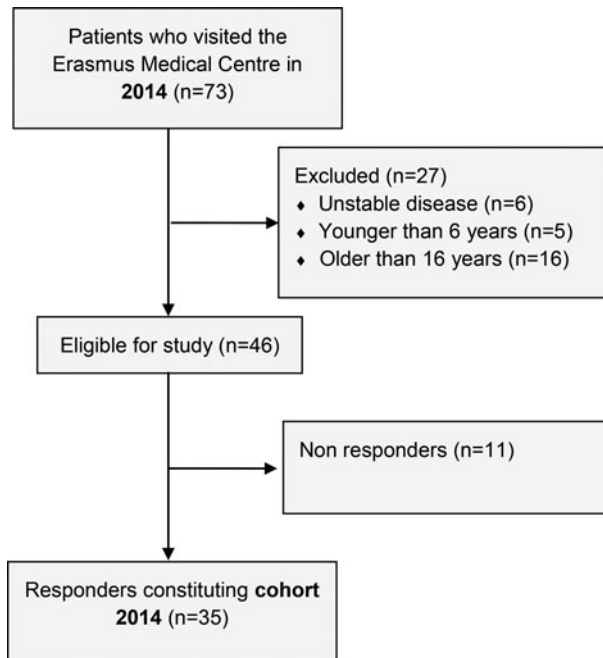 Patients who visited the
Erasmus Medical Centre in
2014 (n=73)
Excluded (n=27)
♦ Unstable disease (n=6)
♦ Younger than 6 years (n=5)
♦ Older than 16 years (n=16)
Eligible for study (n=46)
Non responders (n=11)
Responders constituting cohort
2014 (n=35)